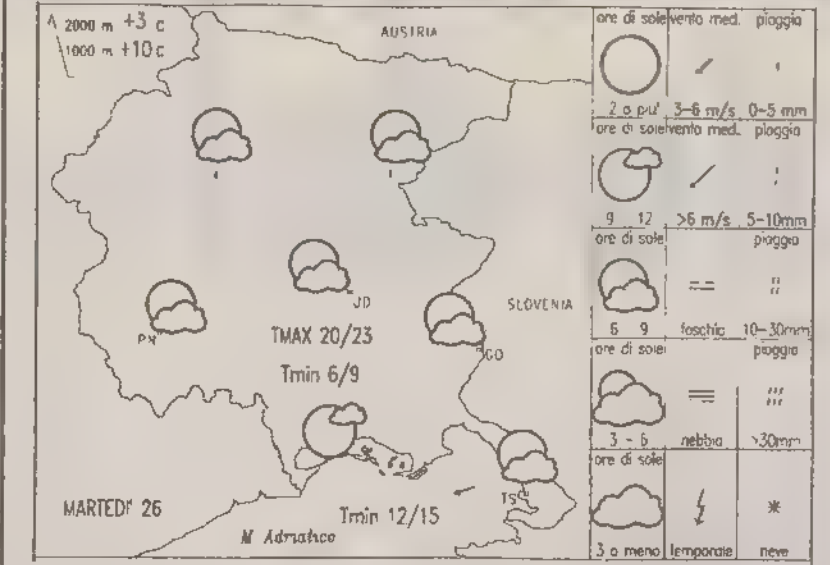 2000 m +3 c
1000 m +10 c
AUSTRIA
JD
PN
SLOVENIA
GO
TMAX 20/23
Tmin 6/9
MARTEDI' 26
Tmin 12/15
TS
M Adriatico
ore di sole vento med. pioggia
2 o piu' 3-6 m/s 0-5 mm
ore di sole vento med. pioggia
9 12 >6 m/s 5-10mm
ore di sole pioggia
6 9 foschia 10-30mm
ore di sole pioggia
3 - 6 nebbia >30mm
ore di sole
3 o meno temporale neve